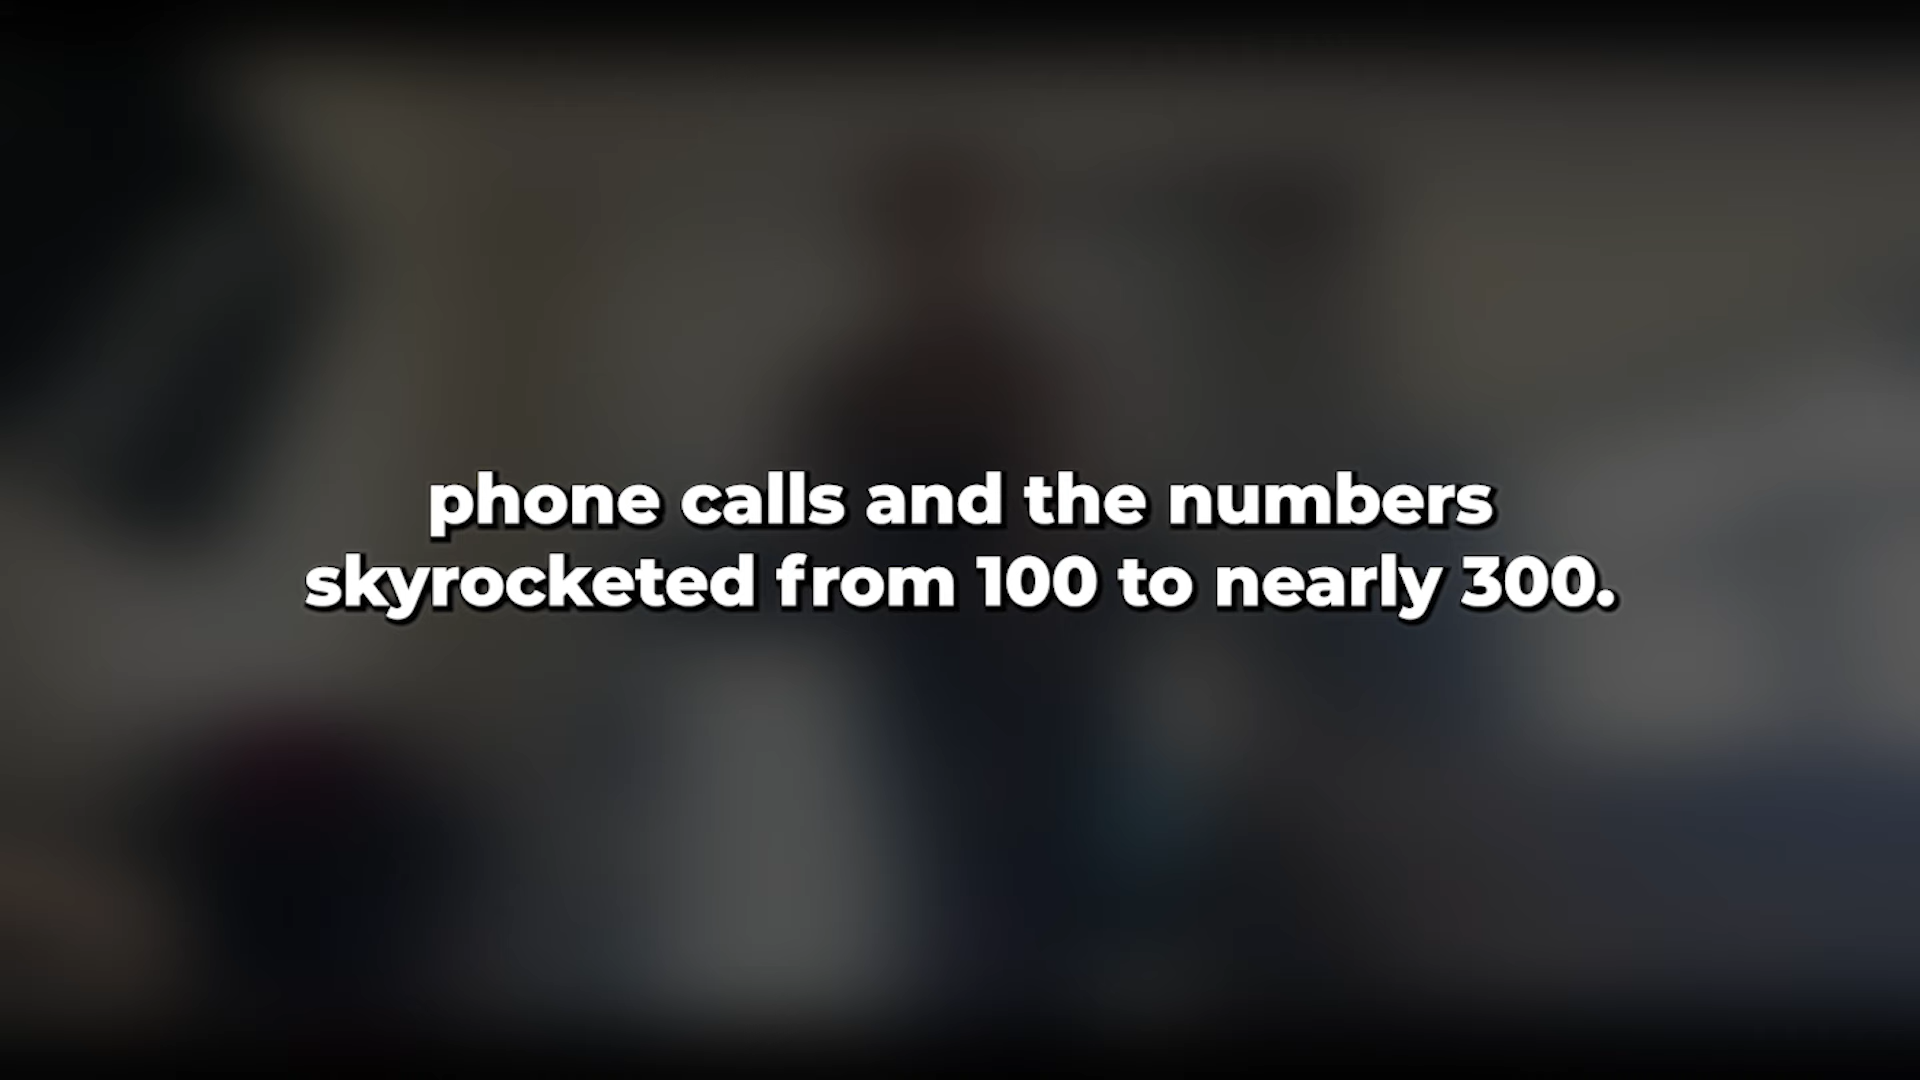 phone calls and the numbers
skyrocketed from 100 to nearly 300.